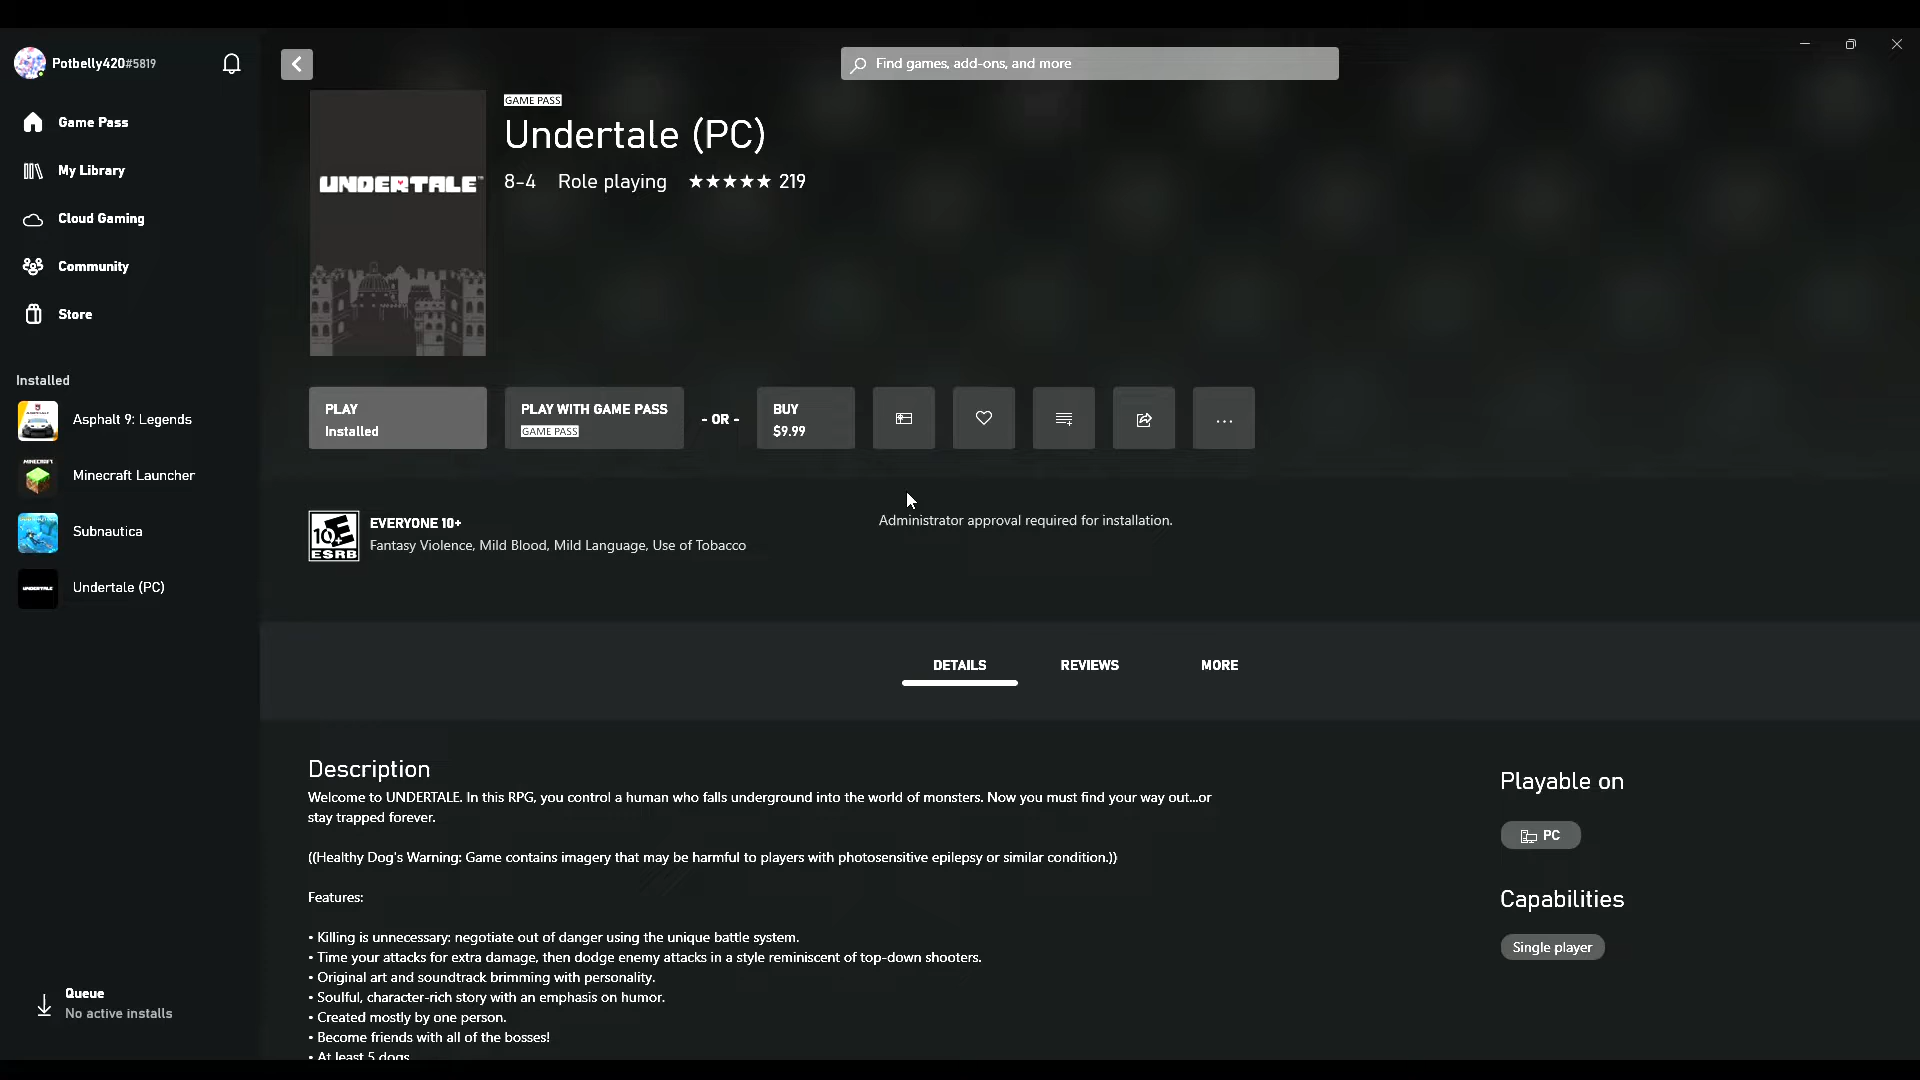 Potbelly420#5819
Game Pass
My Library
Cloud Gaming
Community
Store
Installed
Asphalt 9: Legends
Minecraft Launcher
Subnautica
Undertale (PC)
Queue
No active installs
Find games, add-ons, and more
UNDERTALE
GAME PASS
Undertale (PC)
8-4 Role playing ★★★★★ 219
PLAY
Installed
PLAY WITH GAME PASS
GAME PASS
- OR -
BUY
$9.99
10+
ESRB
EVERYONE 10+
Fantasy Violence, Mild Blood, Mild Language, Use of Tobacco
Administrator approval required for installation.
DETAILS REVIEWS MORE
Description
Welcome to UNDERTALE. In this RPG, you control a human who falls underground into the world of monsters. Now you must find your way out...or
stay trapped forever.
((Healthy Dog's Warning: Game contains imagery that may be harmful to players with photosensitive epilepsy or similar condition.))
Features:
• Killing is unnecessary: negotiate out of danger using the unique battle system.
• Time your attacks for extra damage, then dodge enemy attacks in a style reminiscent of top-down shooters.
• Original art and soundtrack brimming with personality.
• Soulful, character-rich story with an emphasis on humor.
• Created mostly by one person.
• Become friends with all of the bosses!
• At least 5 dogs
Playable on
PC
Capabilities
Single player